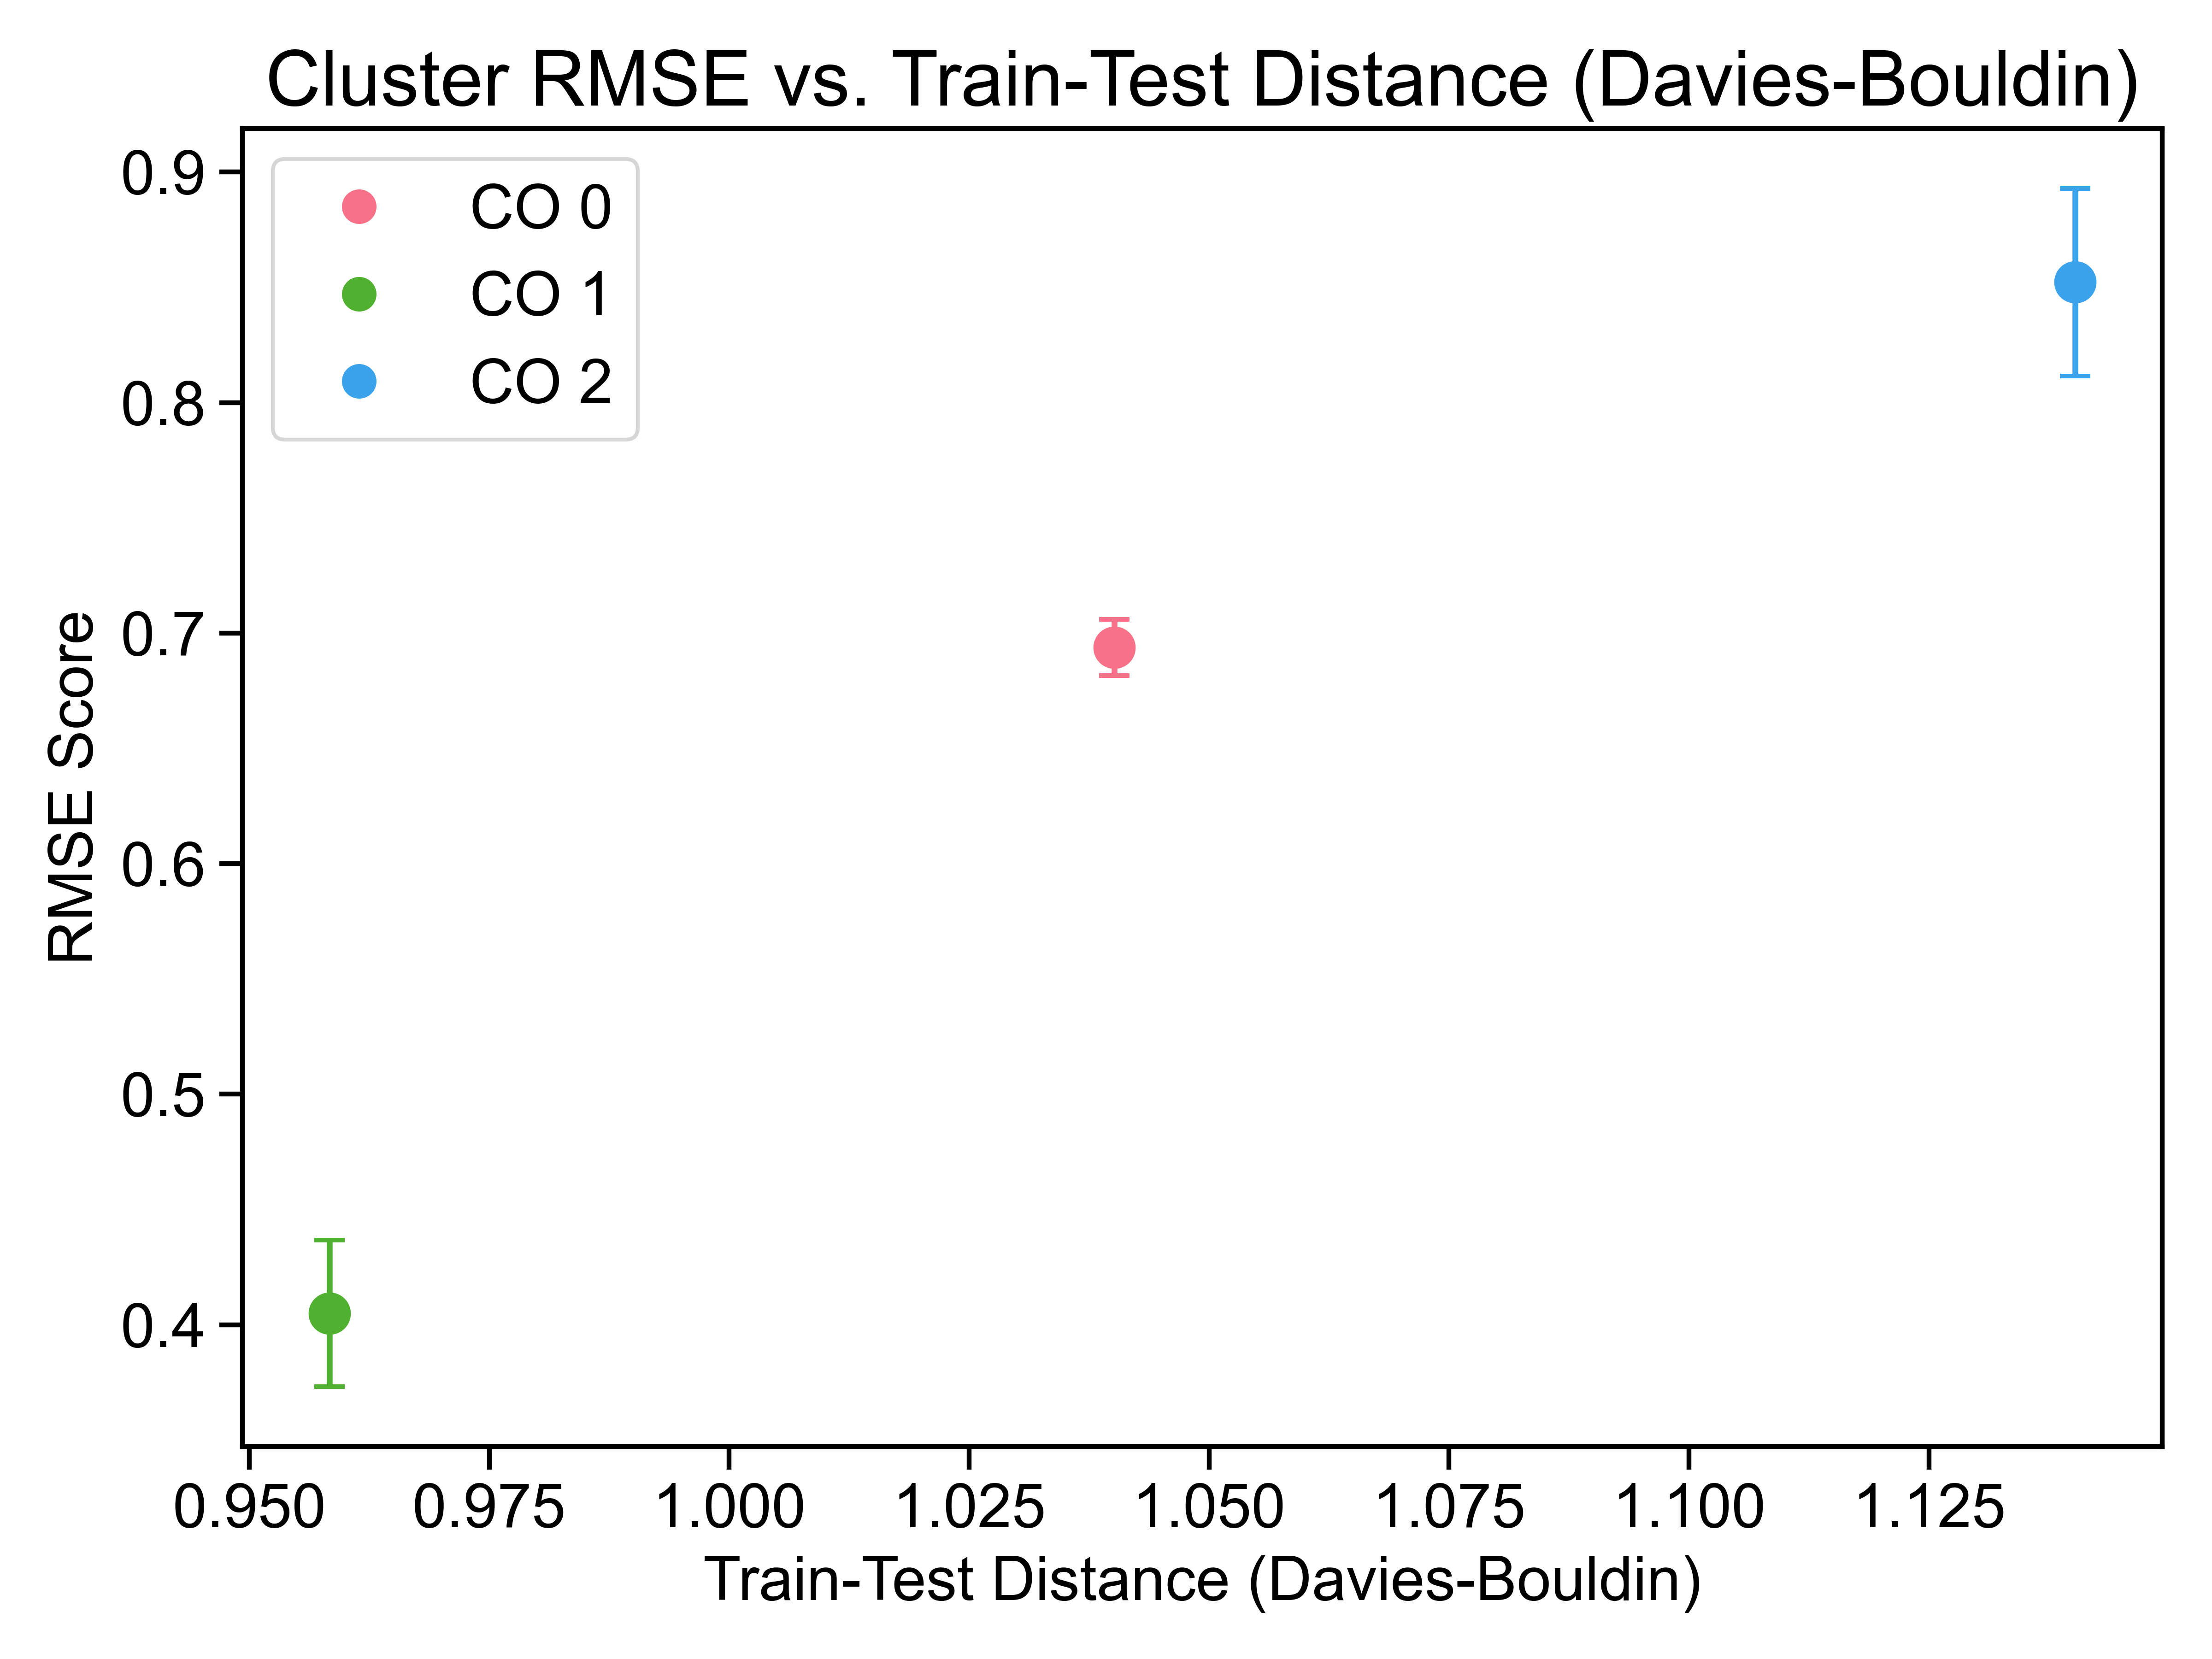 Cluster RMSE vs. Train-Test Distance (Davies-Bouldin)
CO 0
CO 1
CO 2
RMSE Score
0.9
0.8
0.7
0.6
0.5
0.4
0.950 0.975 1.000 1.025 1.050 1.075 1.100 1.125
Train-Test Distance (Davies-Bouldin)